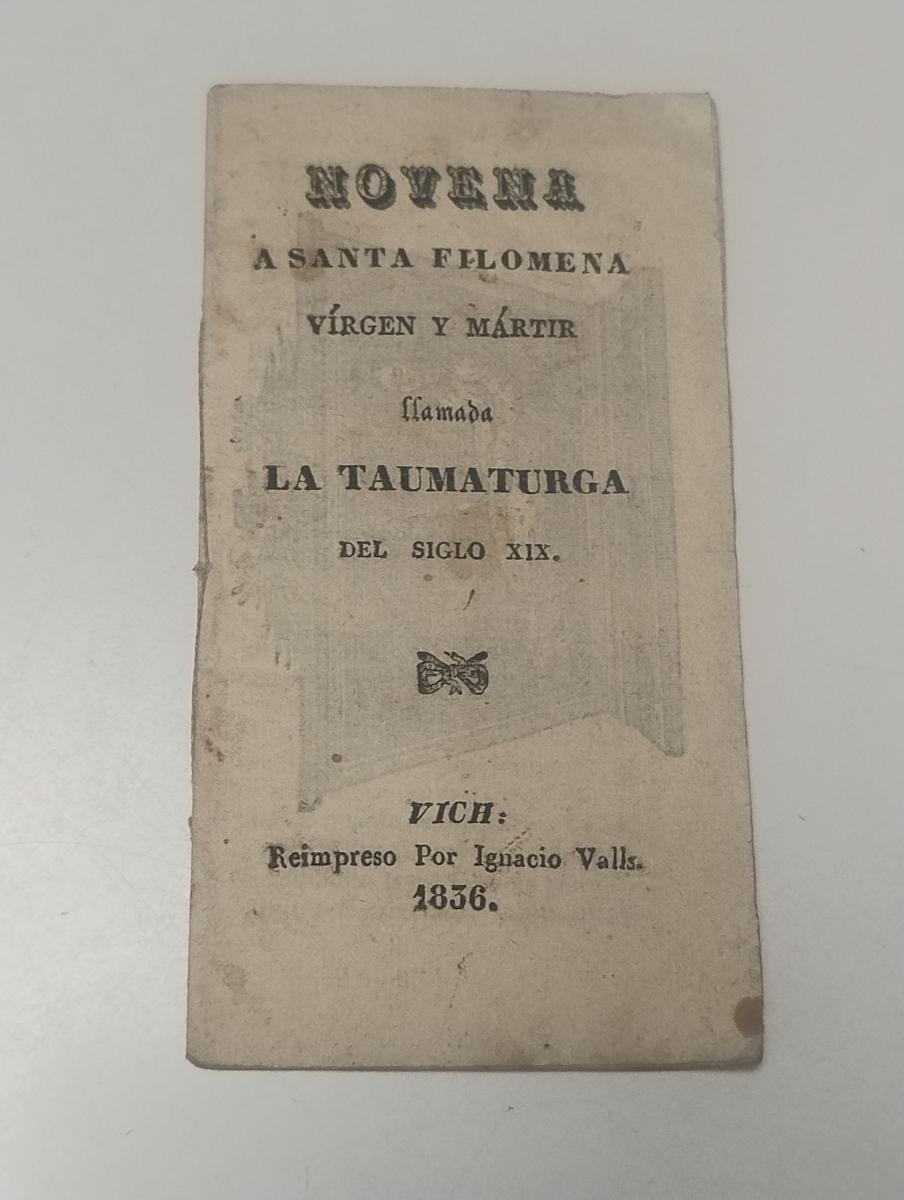 NOVENA
A SANTA FILOMENA
VÍRGEN Y MÁRTIR
llamada
LA TAUMATURGA
DEL SIGLO XIX.
VICH:
Reimpreso Por Ignacio Valls.
1836.